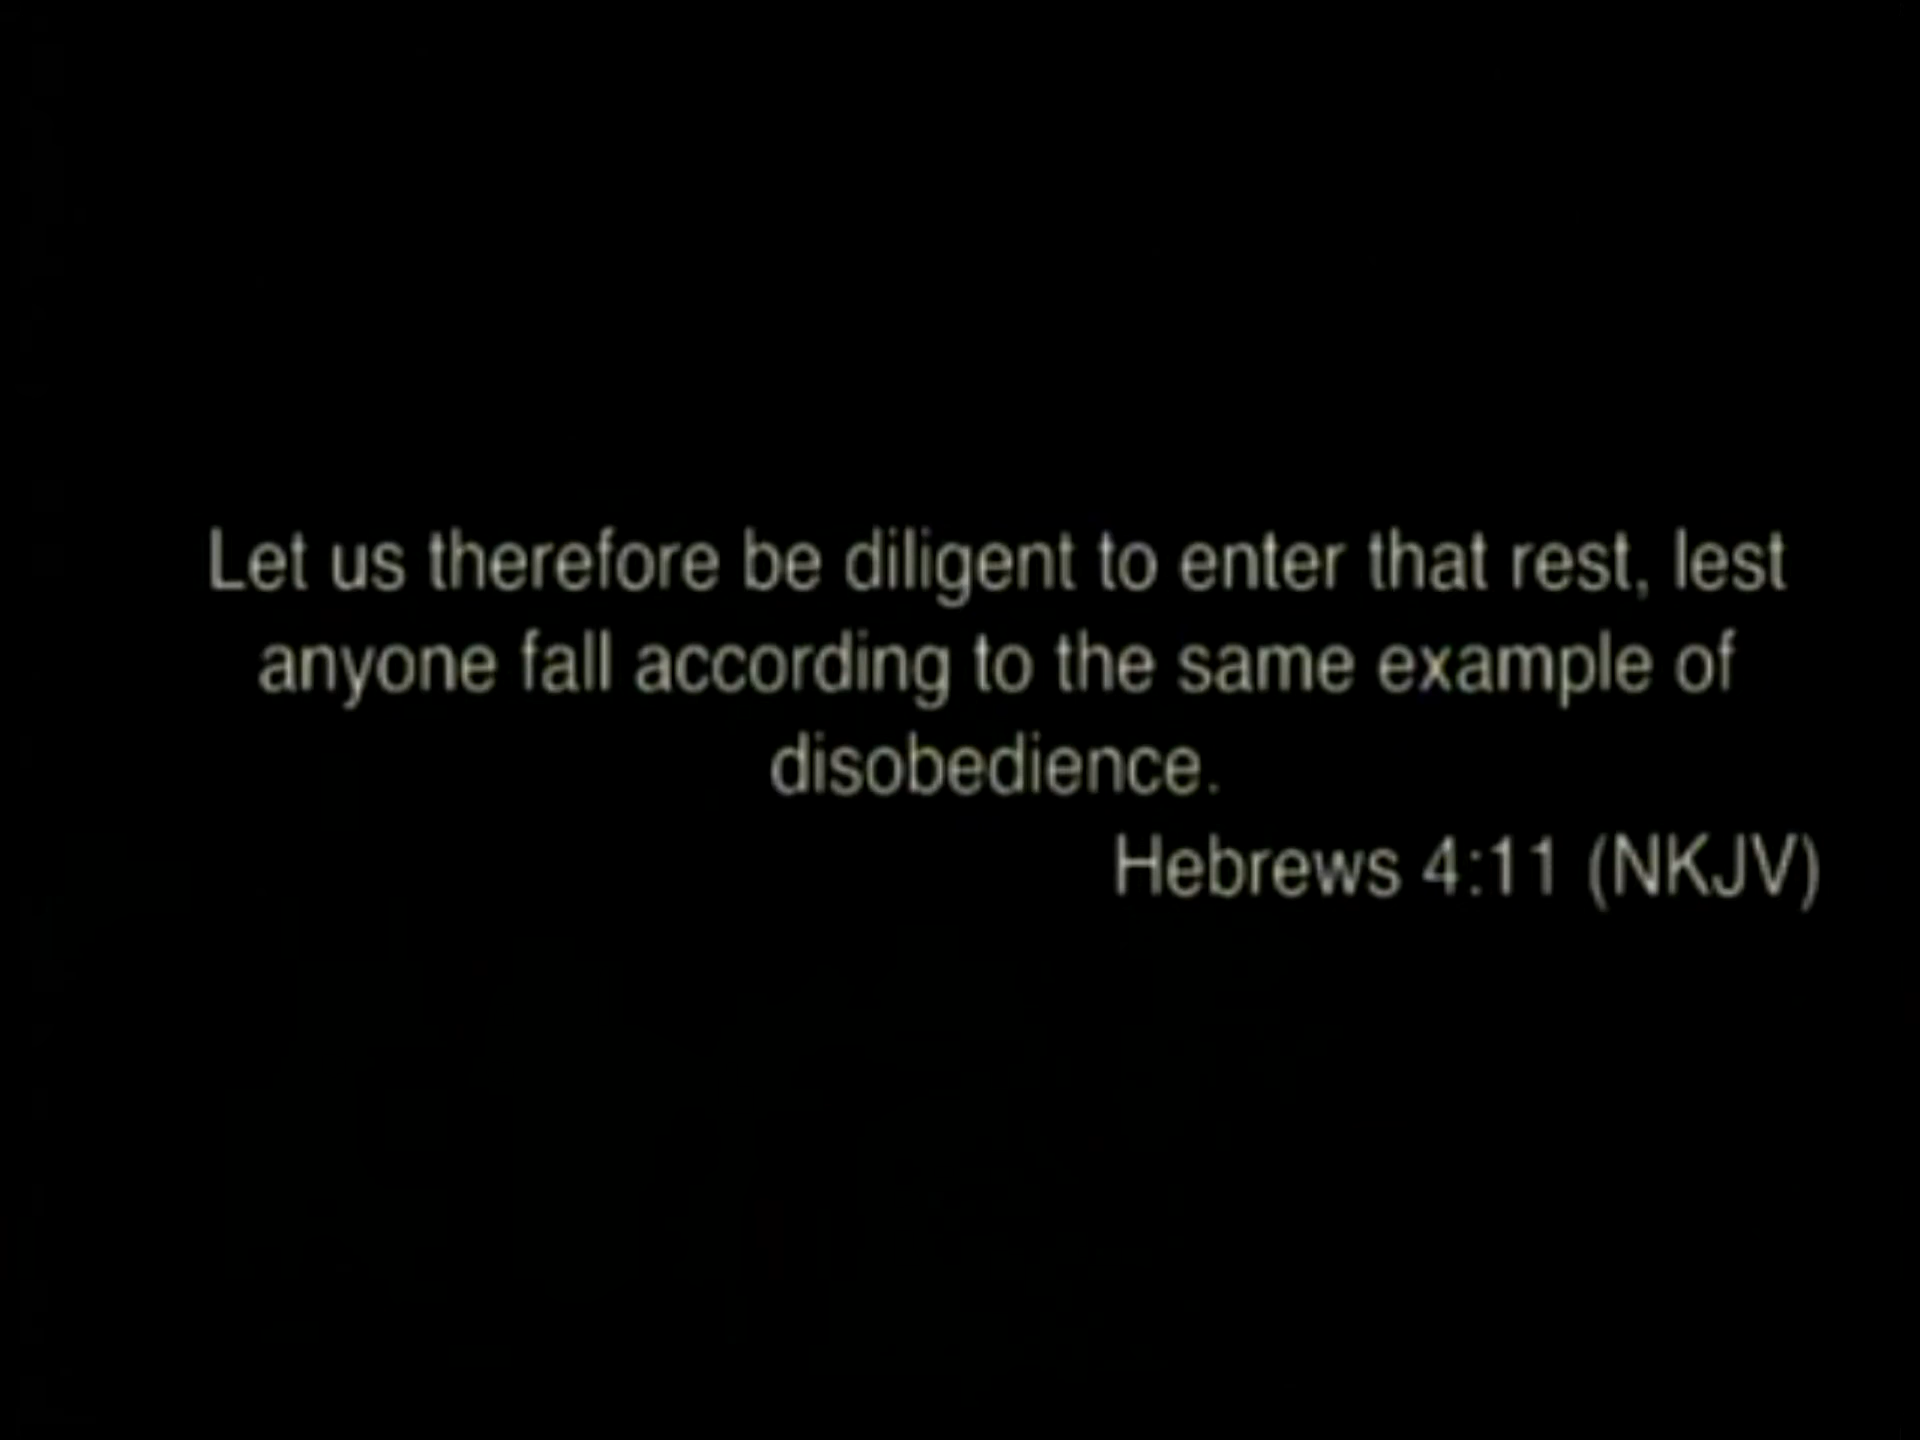 Let us therefore be diligent to enter that rest, lest
anyone fall according to the same example of
disobedience.
Hebrews 4:11 (NKJV)